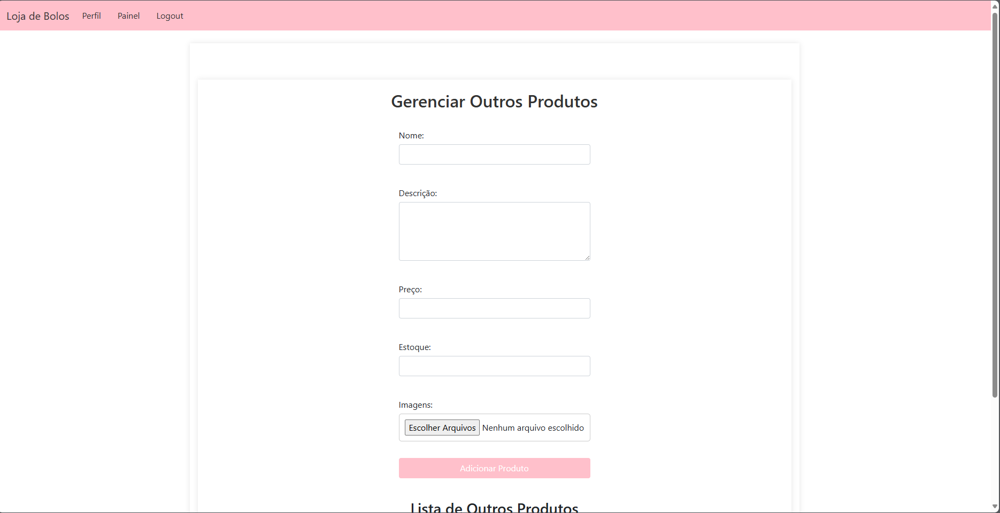 Loja de Bolos Perfil Painel Logout
Gerenciar Outros Produtos
Nome:
Descrição:
Preço:
Estoque:
Imagens:
Escolher Arquivos Nenhum arquivo escolhido
Adicionar Produto
Lista de Outros Produtos